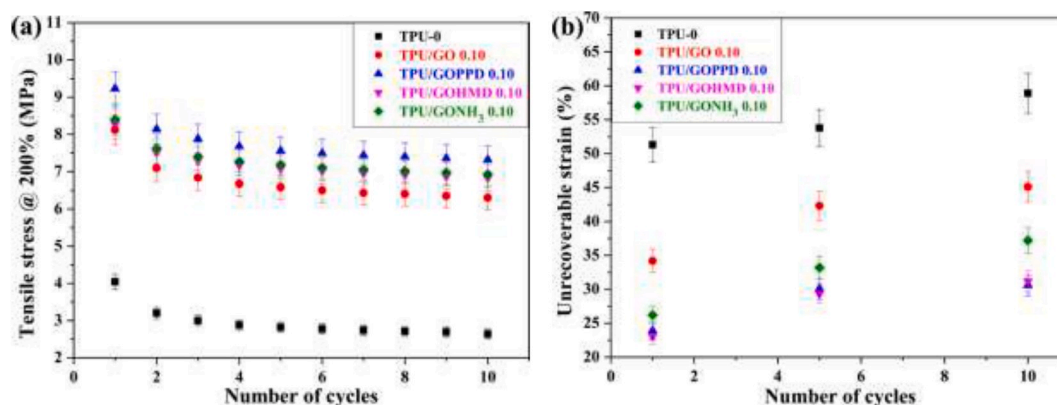 (a)
TPU-0
TPU/GO 0.10
TPU/GOPPD 0.10
TPU/GOHMD 0.10
TPU/GONH3 0.10
Tensile stress @ 200% (MPa)
11
10
9
8
7
6
5
4
3
2
0 2 4 6 8 10
Number of cycles
(b)
TPU-0
TPU/GO 0.10
TPU/GOPPD 0.10
TPU/GOHMD 0.10
TPU/GONH3 0.10
Unrecoverable strain (%)
70
65
60
55
50
45
40
35
30
25
20
0 2 4 6 8 10
Number of cycles